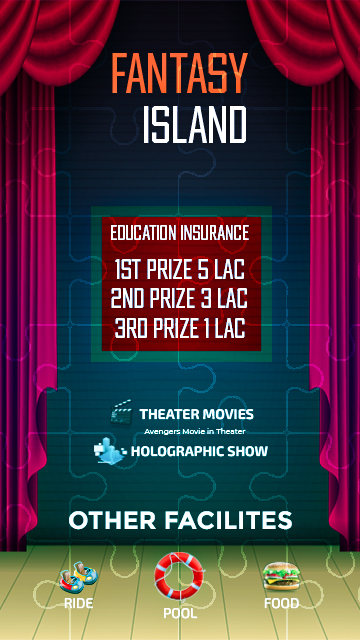 FANTASY
ISLAND
EDUCATION INSURANCE
1ST PRIZE 5 LAC
2ND PRIZE 3 LAC
3RD PRIZE 1 LAC
THEATER MOVIES
Avengers Movie in Theater
HOLOGRAPHIC SHOW
OTHER FACILITES
RIDE
POOL
FOOD